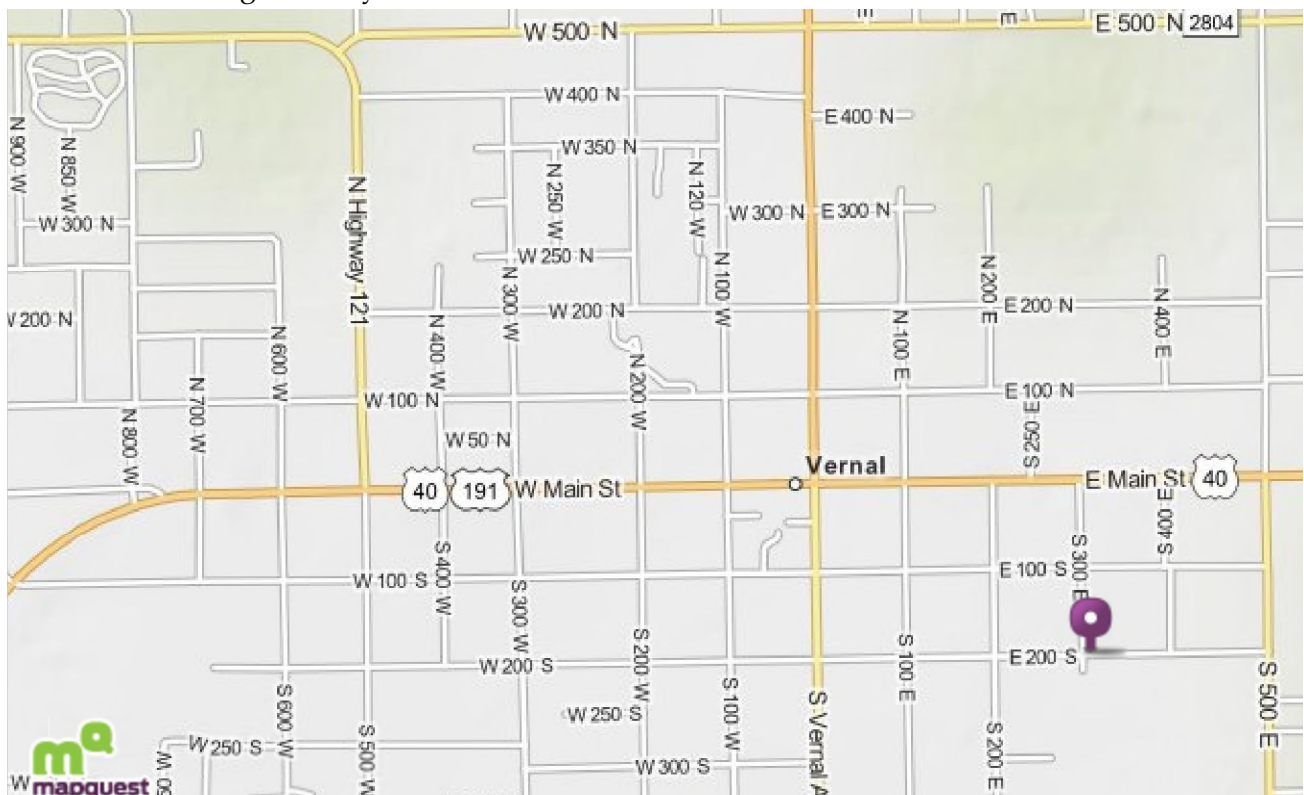 W 500 N
E 500 N
2804
W 400 N
E 400 N
N 900 W
N 850 W
W 350 N
N 250 W
N 120 W
N Highway 121
W 300 N
W 300 N
E 300 N
W 250 N
N 300 W
N 100 W
N 200 E
W 200 N
E 200 N
N 400 E
N 600 W
N 400 W
N 100 E
N 200 W
N 700 W
W 100 N
E 100 N
N 800 W
S 250 E
W 50 N
Vernal
40
191
W Main St
E Main St
40
S 400 E
S 400 W
S 300 E
W 100 S
E 100 S
S 300 W
S 200 W
S 100 E
W 200 S
E 200 S
S 600 W
S 100 W
S 500 E
W 250 S
S 500 W
S Vernal A
S 200 E
W 250 S
W 300 S
mq
mapquest